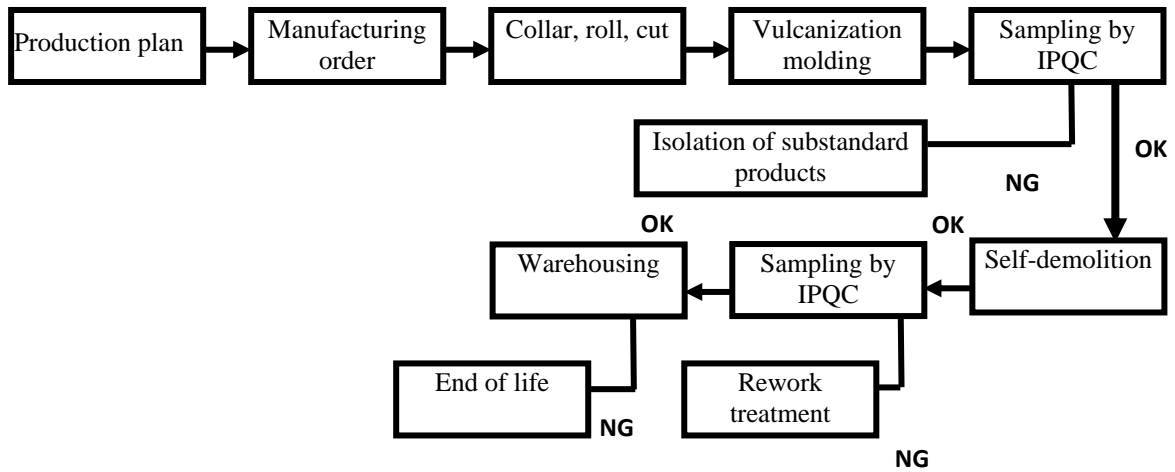 Production plan
Manufacturing
order
Collar, roll, cut
Vulcanization
molding
Sampling by
IPQC
Isolation of substandard
products
NG
OK
OK
OK
Warehousing
Sampling by
IPQC
Self-demolition
End of life
NG
Rework
treatment
NG